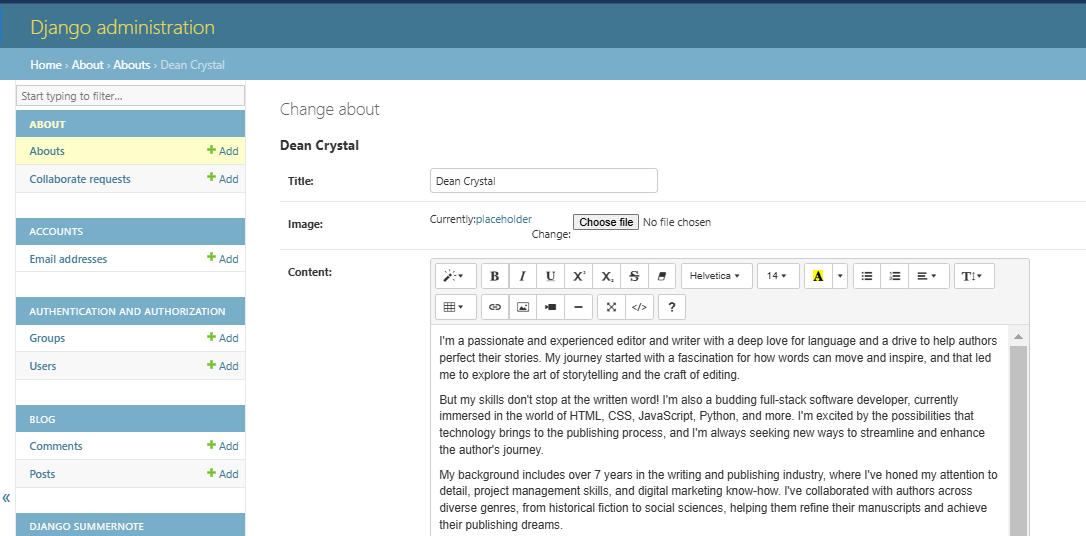 Django administration
Home › About › Abouts › Dean Crystal
Start typing to filter...
ABOUT
Abouts + Add
Collaborate requests + Add
ACCOUNTS
Email addresses + Add
AUTHENTICATION AND AUTHORIZATION
Groups + Add
Users + Add
BLOG
Comments + Add
Posts + Add
DJANGO SUMMERNOTE
«
Change about
Dean Crystal
Title: Dean Crystal
Image: Currently:placeholder
Change: Choose file No file chosen
Content:
B I U X² X₂ S Helvetica 14 A T
</> ?
I'm a passionate and experienced editor and writer with a deep love for language and a drive to help authors
perfect their stories. My journey started with a fascination for how words can move and inspire, and that led
me to explore the art of storytelling and the craft of editing.
But my skills don't stop at the written word! I'm also a budding full-stack software developer, currently
immersed in the world of HTML, CSS, JavaScript, Python, and more. I'm excited by the possibilities that
technology brings to the publishing process, and I'm always seeking new ways to streamline and enhance
the author's journey.
My background includes over 7 years in the writing and publishing industry, where I've honed my attention to
detail, project management skills, and digital marketing know-how. I've collaborated with authors across
diverse genres, from historical fiction to social sciences, helping them refine their manuscripts and achieve
their publishing dreams.